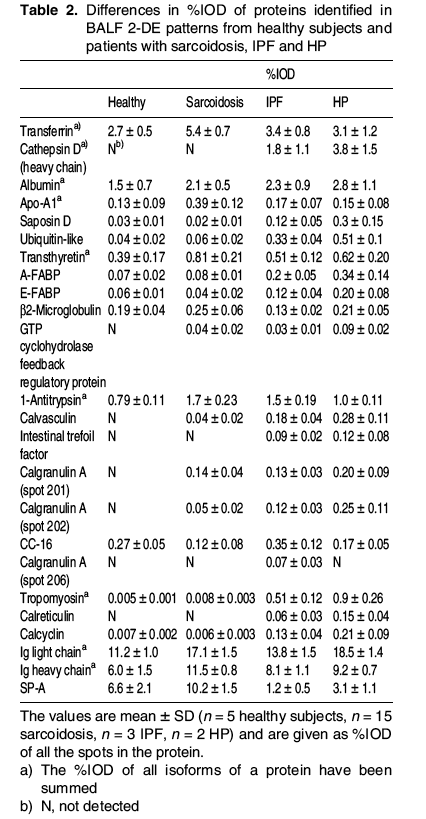 Table 2. Differences in %IOD of proteins identified in
BALF 2-DE patterns from healthy subjects and
patients with sarcoidosis, IPF and HP
%IOD
Healthy Sarcoidosis IPF HP
Transferrin a) 2.7 ± 0.5 5.4 ± 0.7 3.4 ± 0.8 3.1 ± 1.2
Cathepsin D a) N b) N 1.8 ± 1.1 3.8 ± 1.5
(heavy chain)
Albumin a 1.5 ± 0.7 2.1 ± 0.5 2.3 ± 0.9 2.8 ± 1.1
Apo-A1 a 0.13 ± 0.09 0.39 ± 0.12 0.17 ± 0.07 0.15 ± 0.08
Saposin D 0.03 ± 0.01 0.02 ± 0.01 0.12 ± 0.05 0.3 ± 0.15
Ubiquitin-like 0.04 ± 0.02 0.06 ± 0.02 0.33 ± 0.04 0.51 ± 0.1
Transthyretin a 0.39 ± 0.17 0.81 ± 0.21 0.51 ± 0.12 0.62 ± 0.20
A-FABP 0.07 ± 0.02 0.08 ± 0.01 0.2 ± 0.05 0.34 ± 0.14
E-FABP 0.06 ± 0.01 0.04 ± 0.02 0.12 ± 0.04 0.20 ± 0.08
β2-Microglobulin 0.19 ± 0.04 0.25 ± 0.06 0.13 ± 0.02 0.21 ± 0.05
GTP N 0.04 ± 0.02 0.03 ± 0.01 0.09 ± 0.02
cyclohydrolase
feedback
regulatory protein
1-Antitrypsin a 0.79 ± 0.11 1.7 ± 0.23 1.5 ± 0.19 1.0 ± 0.11
Calvasculin N 0.04 ± 0.02 0.18 ± 0.04 0.28 ± 0.11
Intestinal trefoil N N 0.09 ± 0.02 0.12 ± 0.08
factor
Calgranulin A N 0.14 ± 0.04 0.13 ± 0.03 0.20 ± 0.09
(spot 201)
Calgranulin A N 0.05 ± 0.02 0.12 ± 0.03 0.25 ± 0.11
(spot 202)
CC-16 0.27 ± 0.05 0.12 ± 0.08 0.35 ± 0.12 0.17 ± 0.05
Calgranulin A N N 0.07 ± 0.03 N
(spot 206)
Tropomyosin a 0.005 ± 0.001 0.008 ± 0.003 0.51 ± 0.12 0.9 ± 0.26
Calreticulin N N 0.06 ± 0.03 0.15 ± 0.04
Calcyclin 0.007 ± 0.002 0.006 ± 0.003 0.13 ± 0.04 0.21 ± 0.09
Ig light chain a 11.2 ± 1.0 17.1 ± 1.5 13.8 ± 1.5 18.5 ± 1.4
Ig heavy chain a 6.0 ± 1.5 11.5 ± 0.8 8.1 ± 1.1 9.2 ± 0.7
SP-A 6.6 ± 2.1 10.2 ± 1.5 1.2 ± 0.5 3.1 ± 1.1
The values are mean ± SD (n = 5 healthy subjects, n = 15
sarcoidosis, n = 3 IPF, n = 2 HP) and are given as %IOD
of all the spots in the protein.
a) The %IOD of all isoforms of a protein have been
summed
b) N, not detected